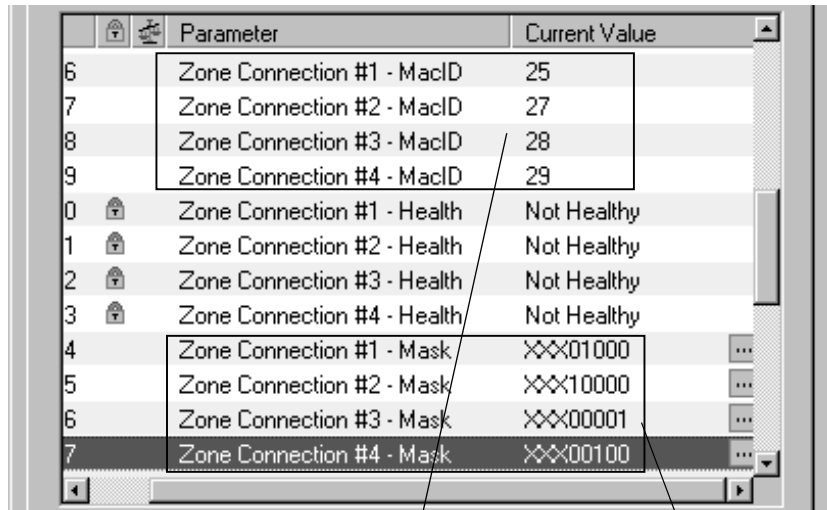 Parameter Current Value
6 Zone Connection #1 - MacID 25
7 Zone Connection #2 - MacID 27
8 Zone Connection #3 - MacID 28
9 Zone Connection #4 - MacID 29
0 Zone Connection #1 - Health Not Healthy
1 Zone Connection #2 - Health Not Healthy
2 Zone Connection #3 - Health Not Healthy
3 Zone Connection #4 - Health Not Healthy
4 Zone Connection #1 - Mask XXX01000 ...
5 Zone Connection #2 - Mask XXX10000 ...
6 Zone Connection #3 - Mask XXX00001 ...
7 Zone Connection #4 - Mask XXX00100 ...